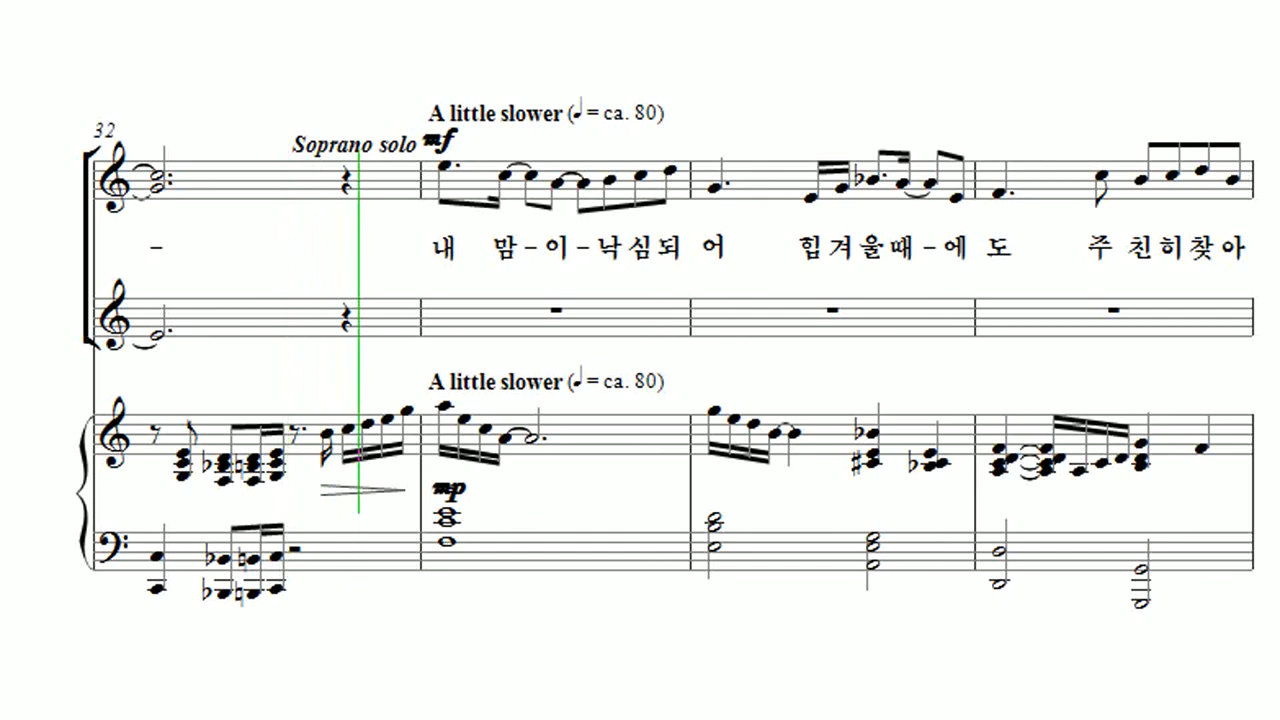 A little slower (♩ = ca. 80)
32
Soprano solo mf
- 내 맘 - 이 - 낙 심 되 어 힘 겨 울 때 - 에 도 주 친 히 찾 아
A little slower (♩ = ca. 80)
mp